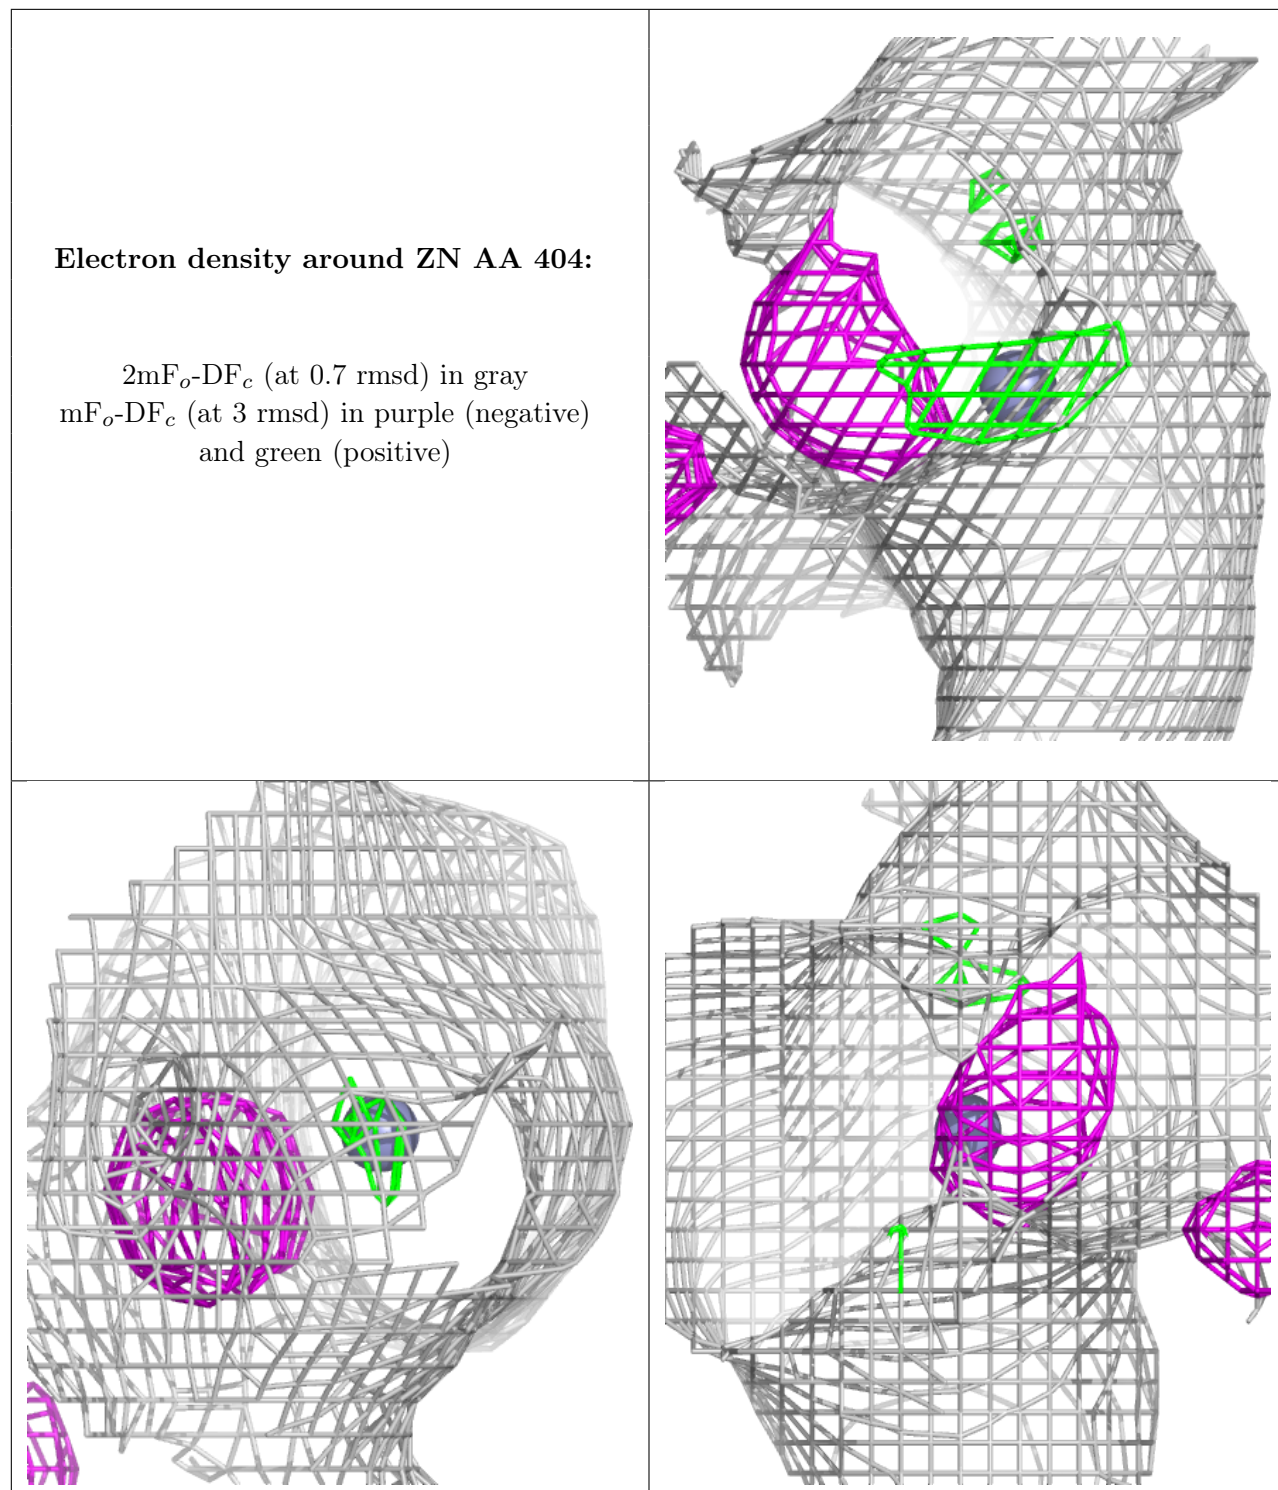 Electron density around ZN AA 404:
2mFo-DFc (at 0.7 rmsd) in gray
mFo-DFc (at 3 rmsd) in purple (negative)
and green (positive)